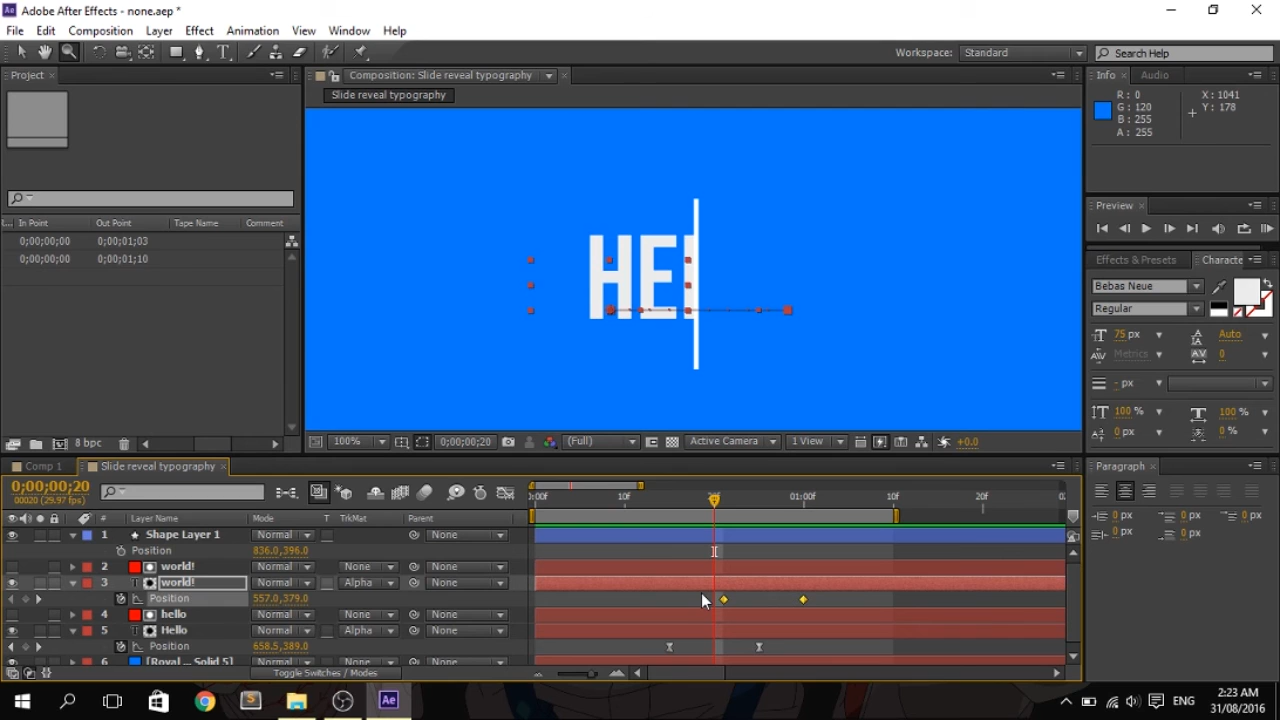 Ae Adobe After Effects - none.aep *
File Edit Composition Layer Effect Animation View Window Help
Workspace: Standard Search Help
Project
Composition: Slide reveal typography
Info Audio
Slide reveal typography
R: 0
G: 120
B: 255
A: 255
X: 1041
Y: 178
Preview
In Point Out Point Tape Name Comment
0;00;00;00 0;00;01;03
0;00;00;00 0;00;01;10
HEL
Effects & Presets Characte
Bebas Neue
Regular
75 px Auto
Metrics 0
- px
100 % 100 %
0 px 0 %
8 bpc
100% 0;00;00;20 (Full) Active Camera 1 View +0.0
Comp 1 Slide reveal typography
Paragraph
0;00;00;20
00020 (29.97 fps)
:00f 10f 20f 01:00f 10f 20f 0:
# Layer Name Mode T TrkMat Parent
1 Shape Layer 1 Normal None
Position 836.0,396.0
2 world! Normal None None
3 T world! Normal Alpha None
Position 557.0,379.0
4 hello Normal None None
5 T Hello Normal Alpha None
Position 658.5,389.0
6 [Royal ... Solid 5] Normal None None
Toggle Switches / Modes
0 px 0 px 0 px
0 px 0 px
ENG
2:23 AM
31/08/2016